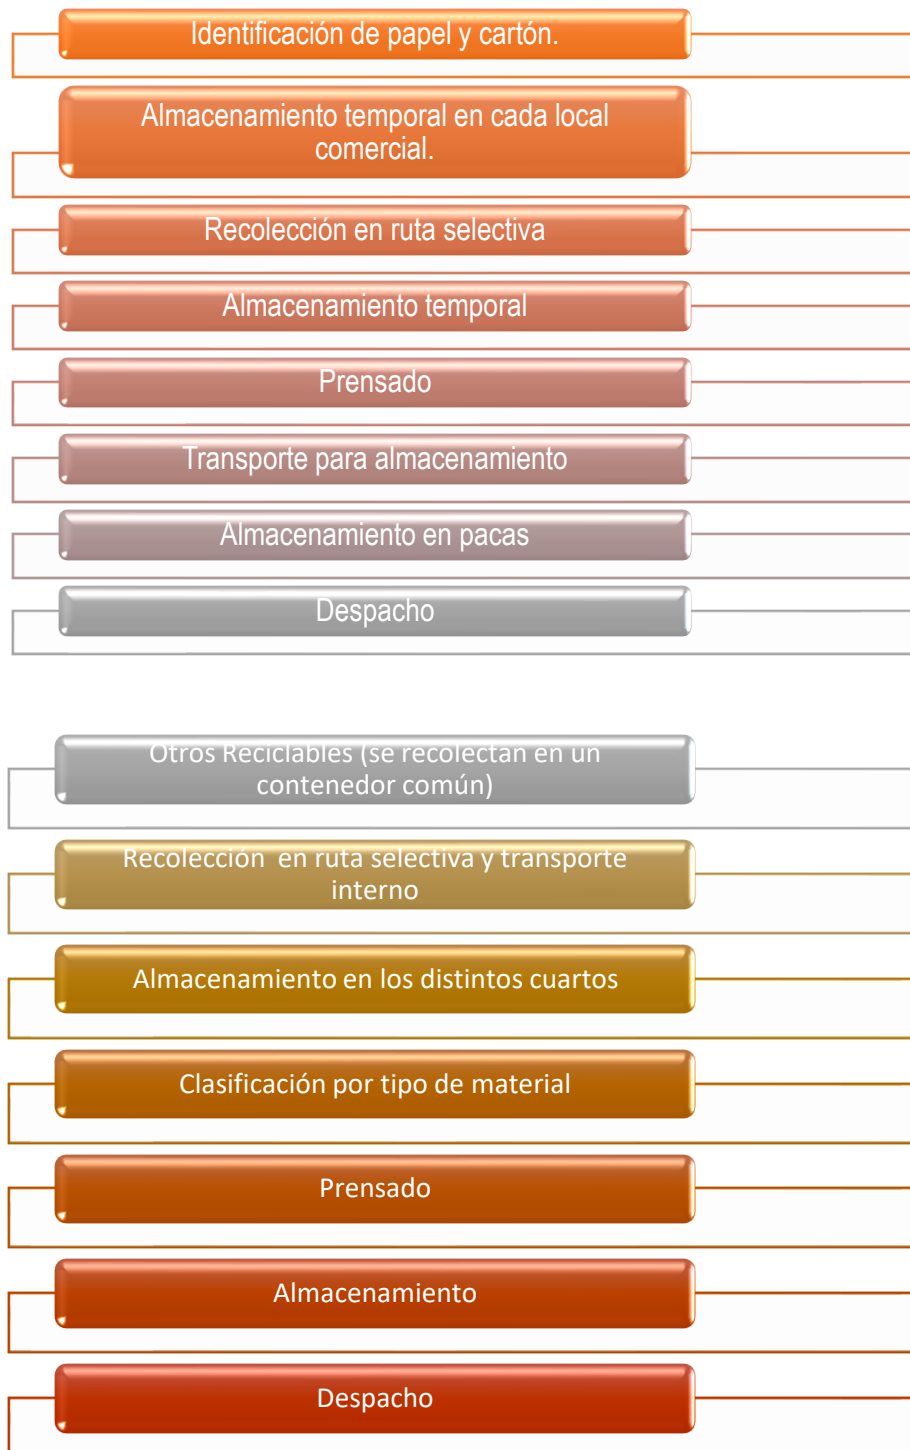 Identificación de papel y cartón.
Almacenamiento temporal en cada local
comercial.
Recolección en ruta selectiva
Almacenamiento temporal
Prensado
Transporte para almacenamiento
Almacenamiento en pacas
Despacho
Otros Reciclables (se recolectan en un
contenedor común)
Recolección  en ruta selectiva y transporte
interno
Almacenamiento en los distintos cuartos
Clasificación por tipo de material
Prensado
Almacenamiento
Despacho